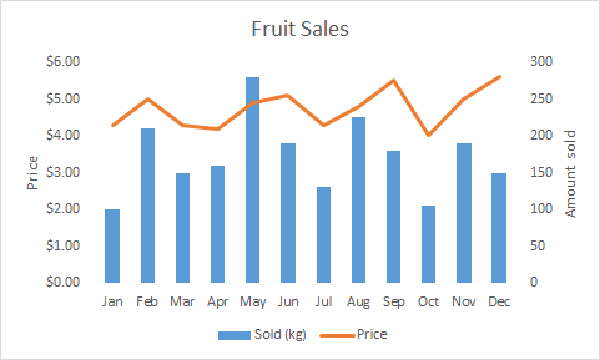 Fruit Sales
$6.00
$5.00
$4.00
$3.00
$2.00
$1.00
$0.00
Price
300
250
200
150
100
50
0
Amount sold
Jan Feb Mar Apr May Jun Jul Aug Sep Oct Nov Dec
Sold (kg) Price